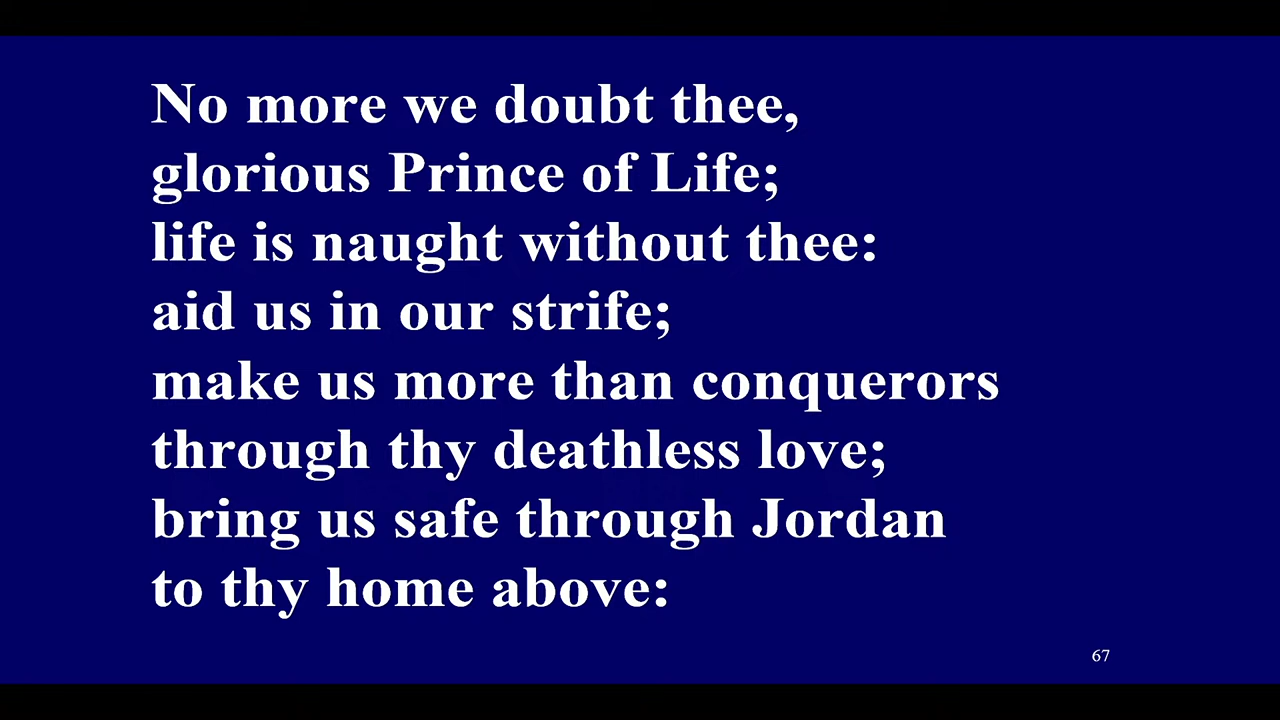 No more we doubt thee,
glorious Prince of Life;
life is naught without thee:
aid us in our strife;
make us more than conquerors
through thy deathless love;
bring us safe through Jordan
to thy home above:
67